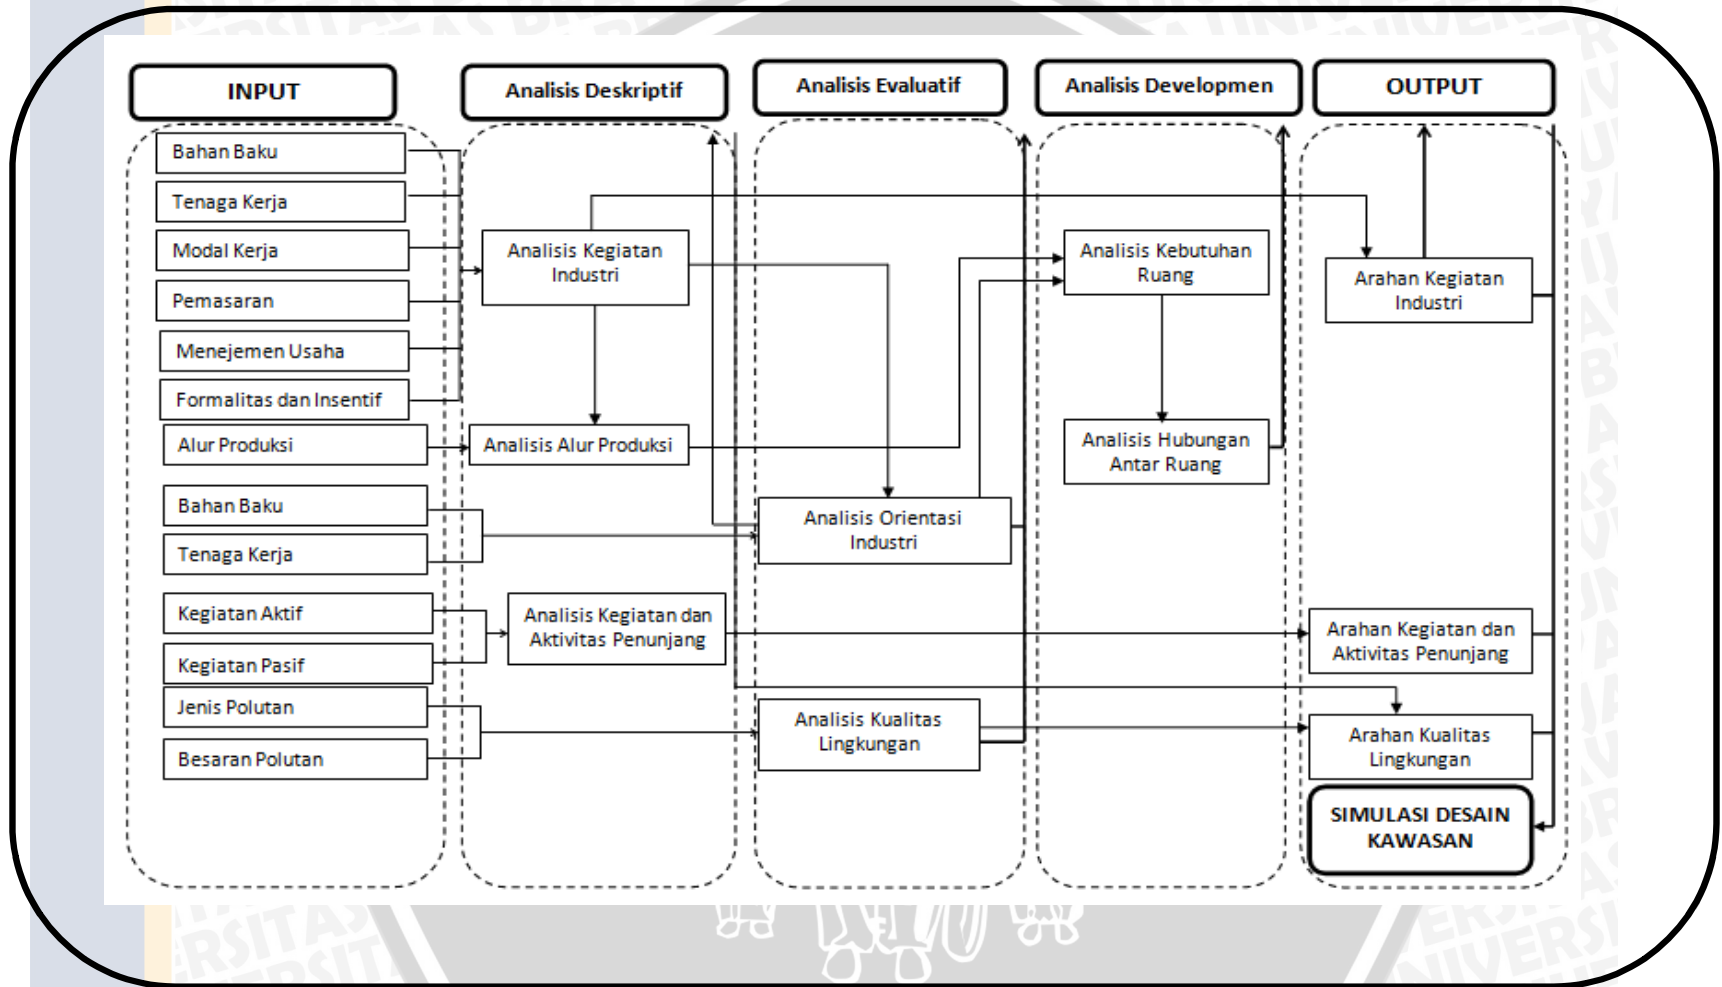 INPUT
Analisis Deskriptif
Analisis Evaluatif
Analisis Developmen
OUTPUT
Bahan Baku
Tenaga Kerja
Modal Kerja
Pemasaran
Menejemen Usaha
Formalitas dan Insentif
Alur Produksi
Bahan Baku
Tenaga Kerja
Kegiatan Aktif
Kegiatan Pasif
Jenis Polutan
Besaran Polutan
Analisis Kegiatan
Industri
Analisis Alur Produksi
Analisis Kegiatan dan
Aktivitas Penunjang
Analisis Orientasi
Industri
Analisis Kualitas
Lingkungan
Analisis Kebutuhan
Ruang
Analisis Hubungan
Antar Ruang
Arahan Kegiatan
Industri
Arahan Kegiatan dan
Aktivitas Penunjang
Arahan Kualitas
Lingkungan
SIMULASI DESAIN
KAWASAN